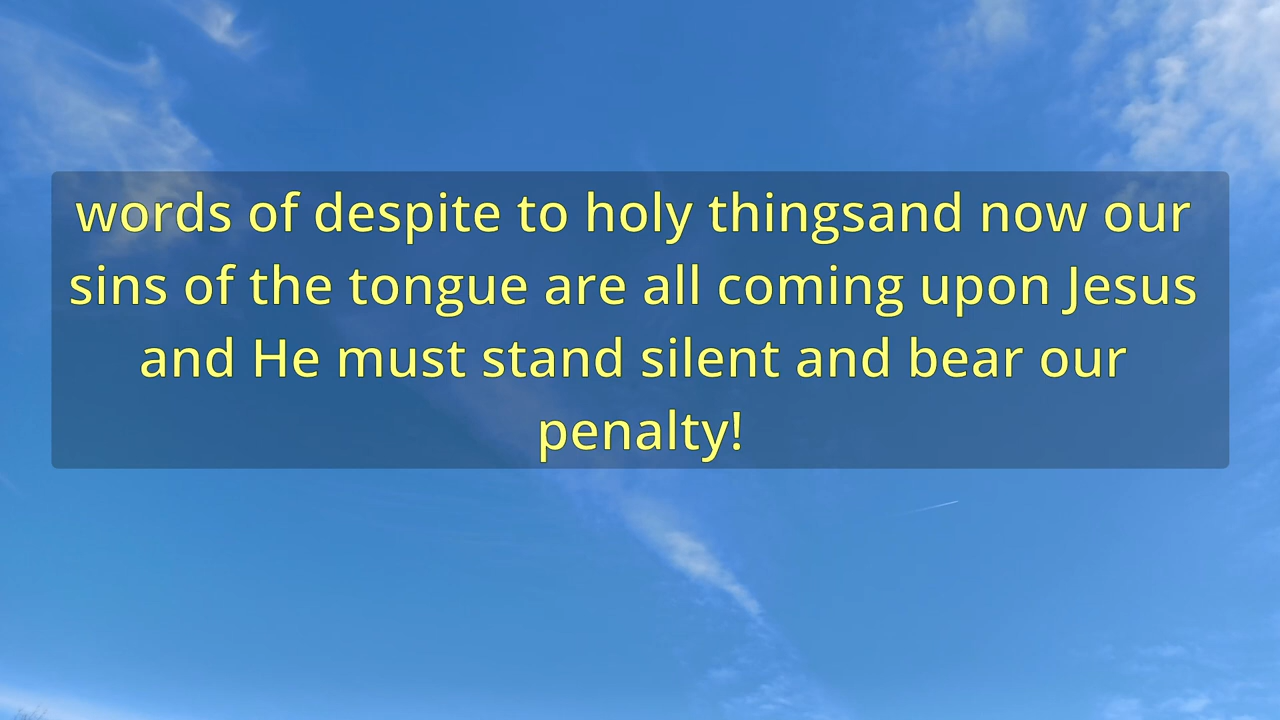 words of despite to holy thingsand now our
sins of the tongue are all coming upon Jesus
and He must stand silent and bear our
penalty!